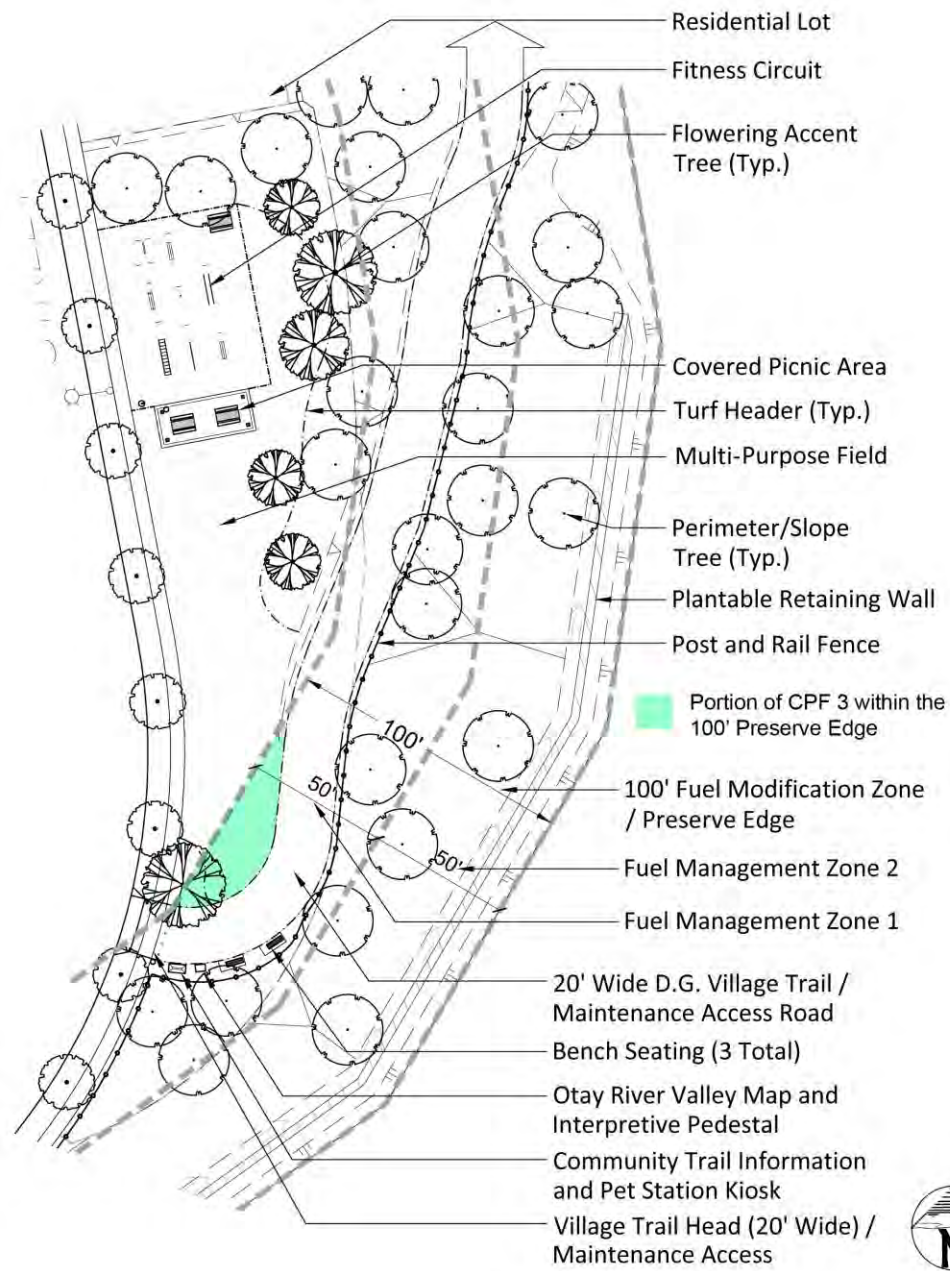 Residential Lot
Fitness Circuit
Flowering Accent
Tree (Typ.)
Covered Picnic Area
Turf Header (Typ.)
Multi-Purpose Field
Perimeter/Slope
Tree (Typ.)
Plantable Retaining Wall
Post and Rail Fence
Portion of CPF 3 within the
100' Preserve Edge
100'
50'
50'
100' Fuel Modification Zone
/ Preserve Edge
Fuel Management Zone 2
Fuel Management Zone 1
20' Wide D.G. Village Trail /
Maintenance Access Road
Bench Seating (3 Total)
Otay River Valley Map and
Interpretive Pedestal
Community Trail Information
and Pet Station Kiosk
Village Trail Head (20' Wide) /
Maintenance Access